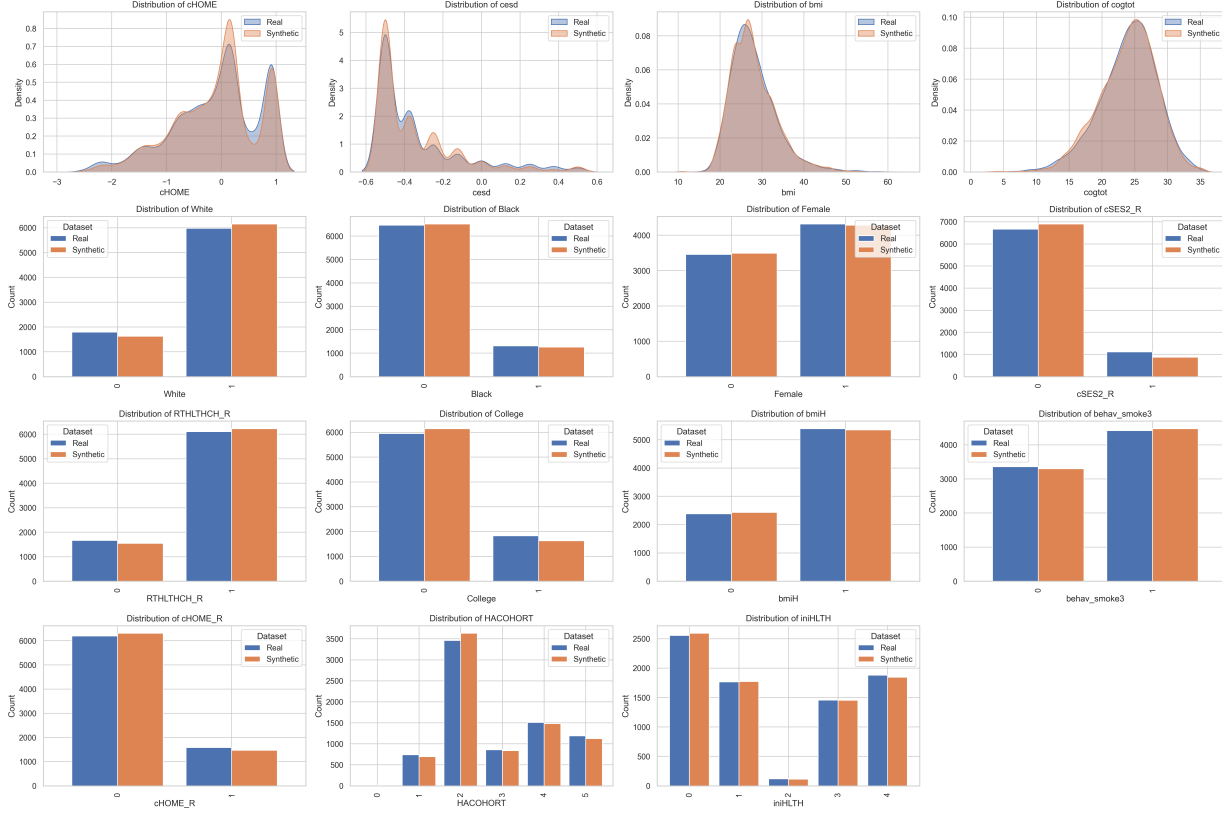 Distribution of cHOME
Real
Synthetic
Density
0.8
0.7
0.6
0.5
0.4
0.3
0.2
0.1
0.0
−3
−2
−1
0
1
cHOME
Distribution of cesd
Real
Synthetic
Density
5
4
3
2
1
0
−0.6
−0.4
−0.2
0.0
0.2
0.4
0.6
cesd
Distribution of bmi
Real
Synthetic
Density
0.08
0.06
0.04
0.02
0.00
10
20
30
40
50
60
bmi
Distribution of cogtot
Real
Synthetic
Density
0.10
0.08
0.06
0.04
0.02
0.00
0
5
10
15
20
25
30
35
cogtot
Distribution of White
Dataset
Real
Synthetic
Count
6000
5000
4000
3000
2000
1000
0
0
1
White
Distribution of Black
Dataset
Real
Synthetic
Count
6000
5000
4000
3000
2000
1000
0
0
1
Black
Distribution of Female
Dataset
Real
Synthetic
Count
4000
3000
2000
1000
0
0
1
Female
Distribution of cSES2_R
Dataset
Real
Synthetic
Count
7000
6000
5000
4000
3000
2000
1000
0
0
1
cSES2_R
Distribution of RTHLTHCH_R
Dataset
Real
Synthetic
Count
6000
5000
4000
3000
2000
1000
0
0
1
RTHLTHCH_R
Distribution of College
Dataset
Real
Synthetic
Count
6000
5000
4000
3000
2000
1000
0
0
1
College
Distribution of bmiH
Dataset
Real
Synthetic
Count
5000
4000
3000
2000
1000
0
0
1
bmiH
Distribution of behav_smoke3
Dataset
Real
Synthetic
Count
4000
3000
2000
1000
0
0
1
behav_smoke3
Distribution of cHOME_R
Dataset
Real
Synthetic
Count
6000
5000
4000
3000
2000
1000
0
0
1
cHOME_R
Distribution of HACOHORT
Dataset
Real
Synthetic
Count
3500
3000
2500
2000
1500
1000
500
0
0
1
2
3
4
5
HACOHORT
Distribution of iniHLTH
Dataset
Real
Synthetic
Count
2500
2000
1500
1000
500
0
0
1
2
3
4
iniHLTH